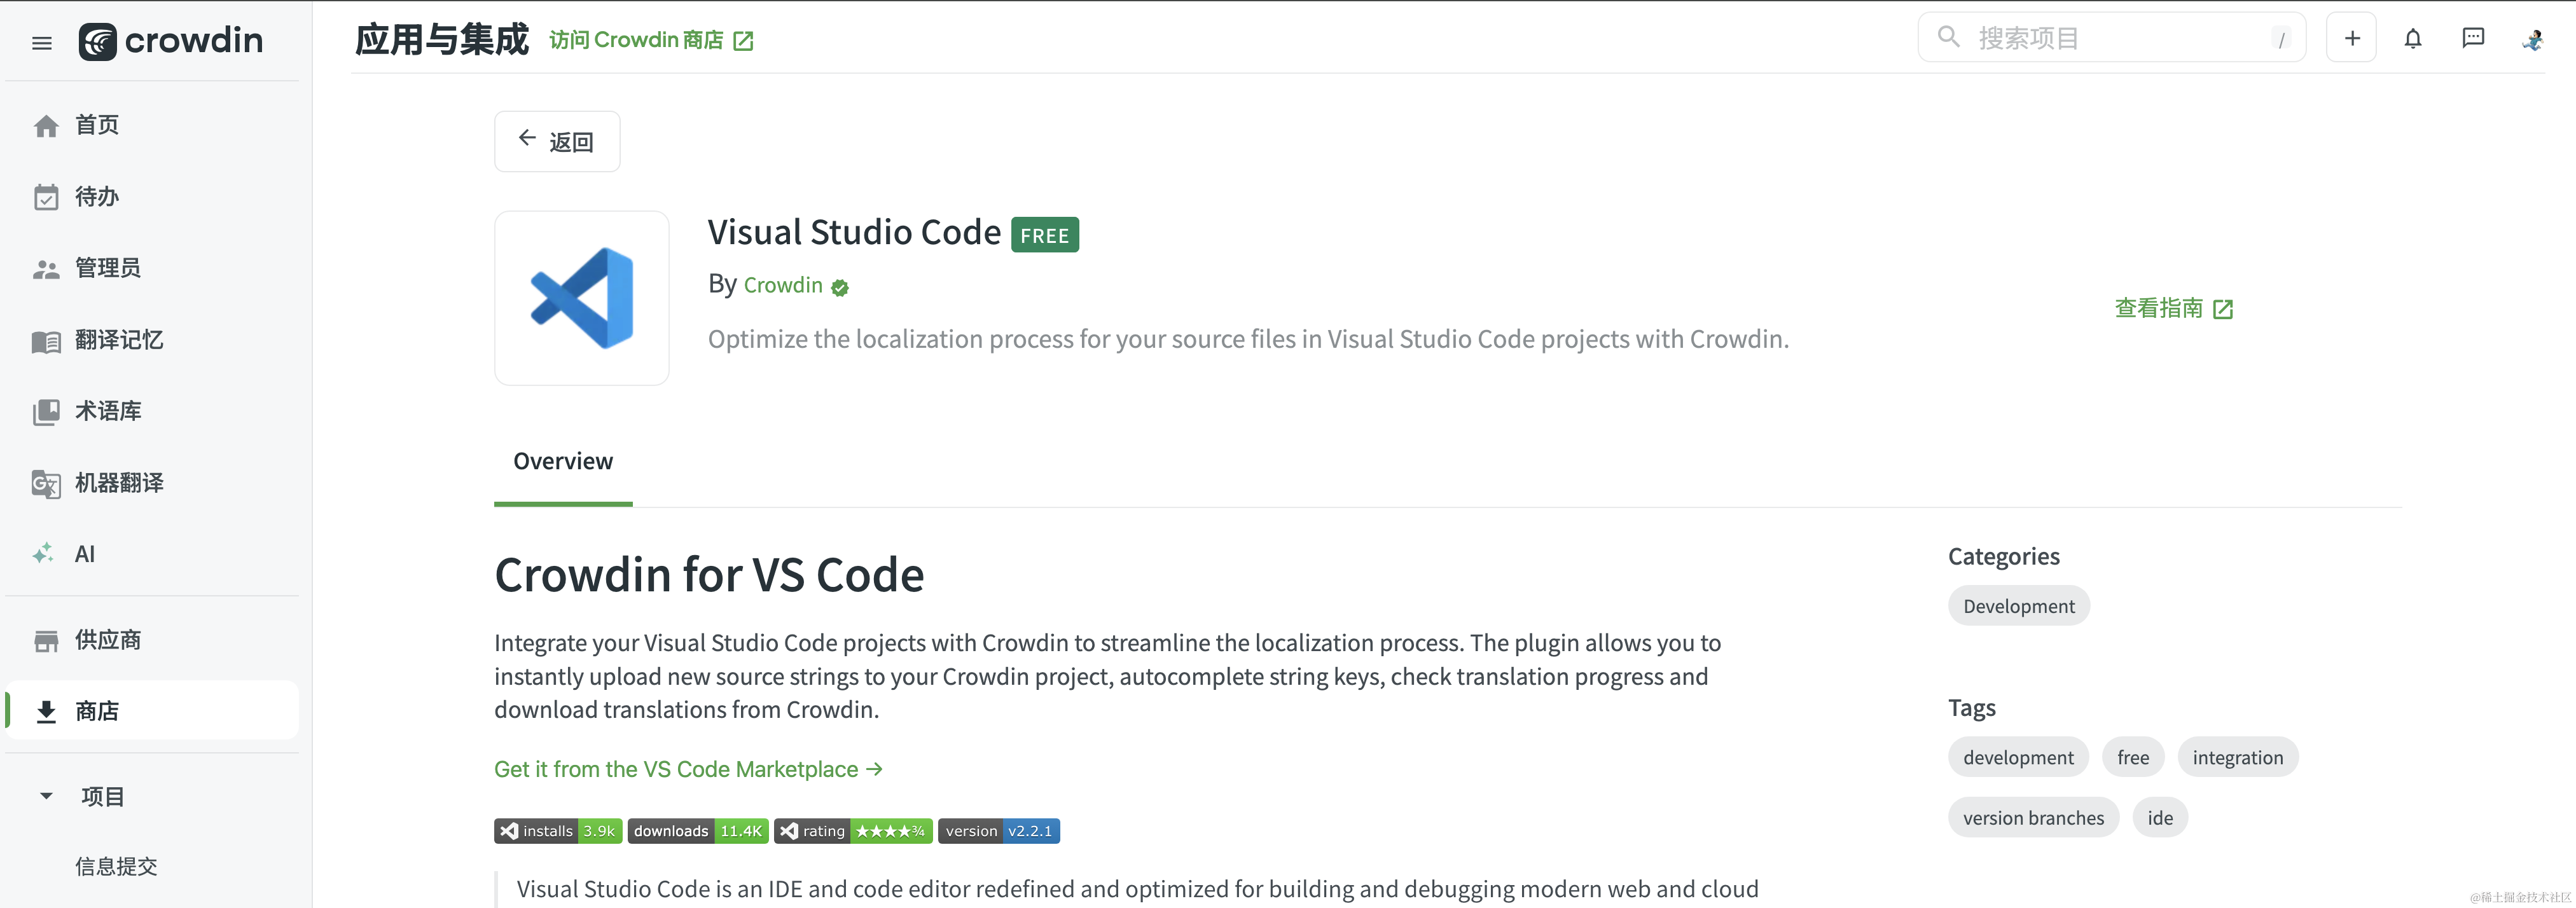 crowdin
应用与集成
访问 Crowdin 商店
搜索项目
/
首页
待办
管理员
翻译记忆
术语库
机器翻译
AI
供应商
商店
项目
信息提交
返回
Visual Studio Code FREE
By Crowdin
Optimize the localization process for your source files in Visual Studio Code projects with Crowdin.
查看指南
Overview
Crowdin for VS Code
Integrate your Visual Studio Code projects with Crowdin to streamline the localization process. The plugin allows you to
instantly upload new source strings to your Crowdin project, autocomplete string keys, check translation progress and
download translations from Crowdin.
Get it from the VS Code Marketplace →
installs 3.9k downloads 11.4K rating ★★★★¾ version v2.2.1
Visual Studio Code is an IDE and code editor redefined and optimized for building and debugging modern web and cloud
Categories
Development
Tags
development free integration
version branches ide
@稀土掘金技术社区